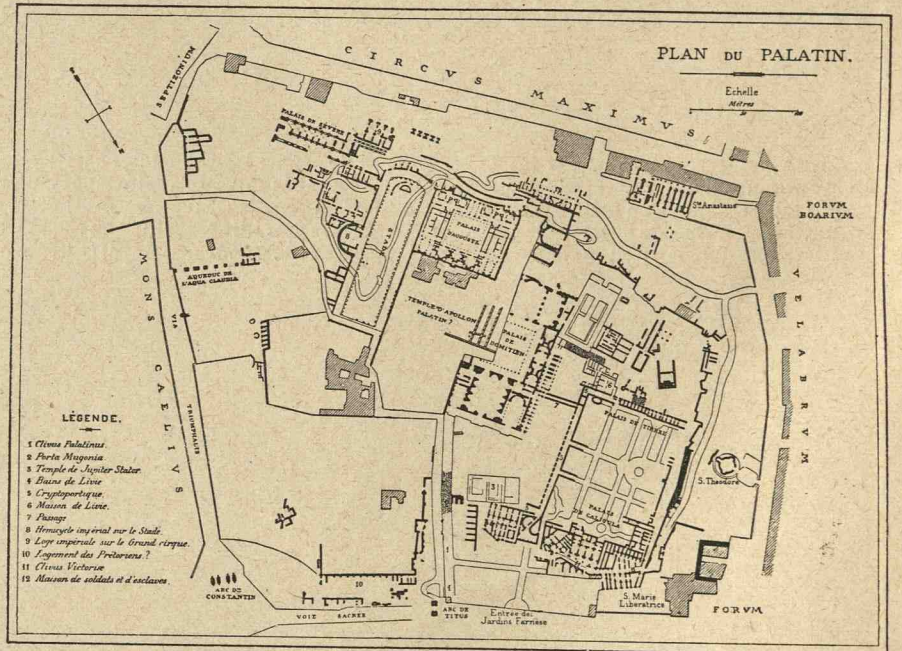 PLAN DU PALATIN.
Echelle
Mètres
CIRCVS MAXIMVS
SEPTIZONIUM
PALAIS DE SÉVÈRE
Ste Anastasie
FORVM
BOARIVM
STADE
PALAIS
D'AUGUSTE
MONS CAELIVS
AQUEDUC DE
L'AQUA CLAUDIA
VIA
TRIUMPHALIS
TEMPLE D'APOLLON
PALATIN?
PALAIS
DE
DOMITIEN
VELABRVM
PALAIS DE TIBÈRE
S. Théodore
PALAIS
DE CALIGULA
LÉGENDE.
1 Clivus Palatinus.
2 Porta Mugonia
3 Temple de Jupiter Stator.
4 Bains de Livie
5 Cryptoportique.
6 Maison de Livie.
7 Passage
8 Hémicycle impérial sur le Stade.
9 Loge impériale sur le Grand cirque.
10 Logement des Prétoriens.?
11 Clivus Victoriæ
12 Maison de soldats et d'esclaves.
10
ARC DE
CONSTANTIN
VOIE SACRÉE
ARC DE
TITUS
Entrée des
Jardins Farnèse
S. Marie
Liberatrice
FORVM